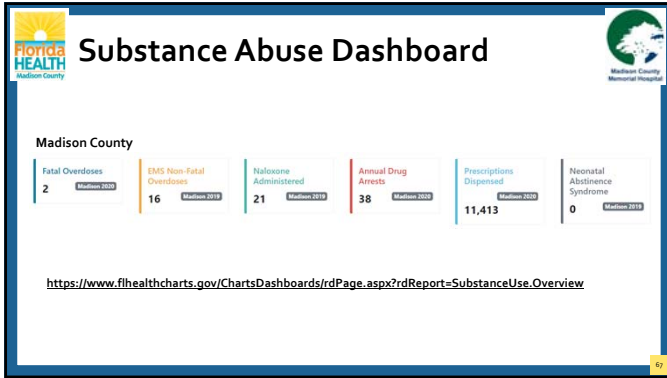 Florida
HEALTH
Madison County
Substance Abuse Dashboard
Madison County
Memorial Hospital
Madison County
Fatal Overdoses
2
Madison 2020
EMS Non-Fatal
Overdoses
16
Madison 2019
Naloxone
Administered
21
Madison 2019
Annual Drug
Arrests
38
Madison 2020
Prescriptions
Dispensed
Madison 2020
11,413
Neonatal
Abstinence
Syndrome
0
Madison 2019
https://www.flhealthcharts.gov/ChartsDashboards/rdPage.aspx?rdReport=SubstanceUse.Overview
67